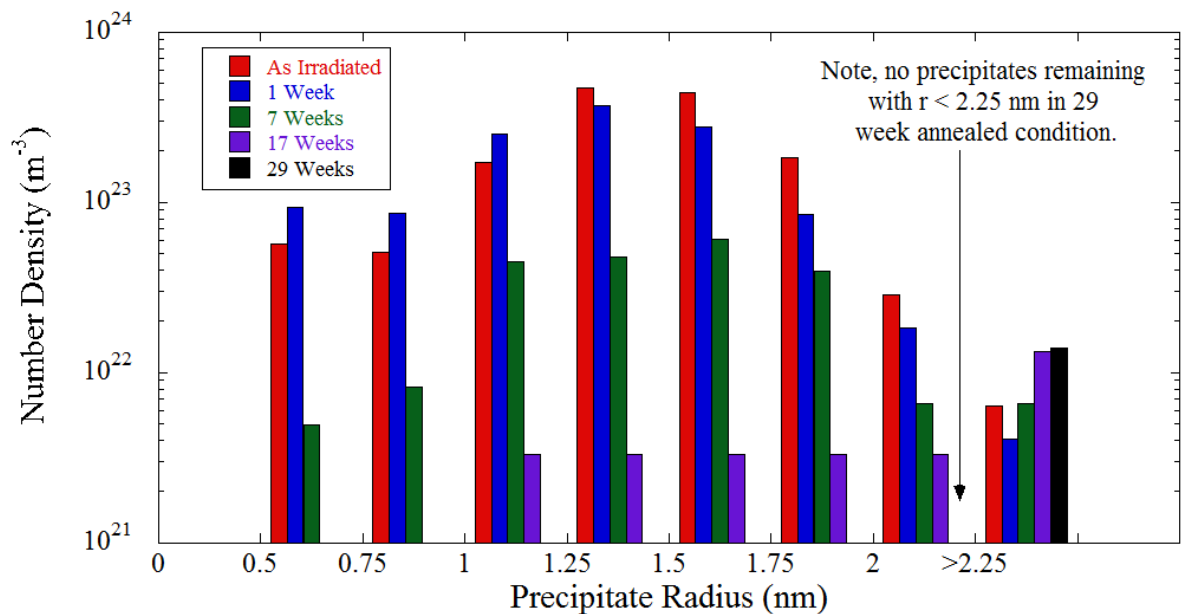 10^24
10^23
10^22
10^21
Number Density (m^-3)
As Irradiated
1 Week
7 Weeks
17 Weeks
29 Weeks
Note, no precipitates remaining
with r < 2.25 nm in 29
week annealed condition.
0 0.5 0.75 1 1.25 1.5 1.75 2 >2.25
Precipitate Radius (nm)